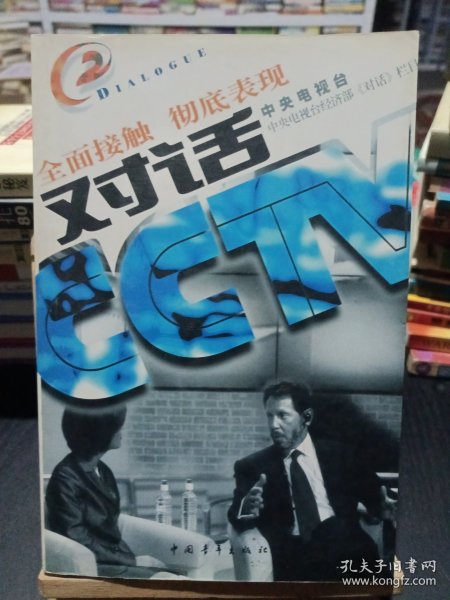 2
DIALOGUE
全面接触 彻底表现
对话
中央电视台
中央电视台经济部《对话》栏目
CCTV
中国青年出版社
80
孔夫子旧书网
www.kongfz.com